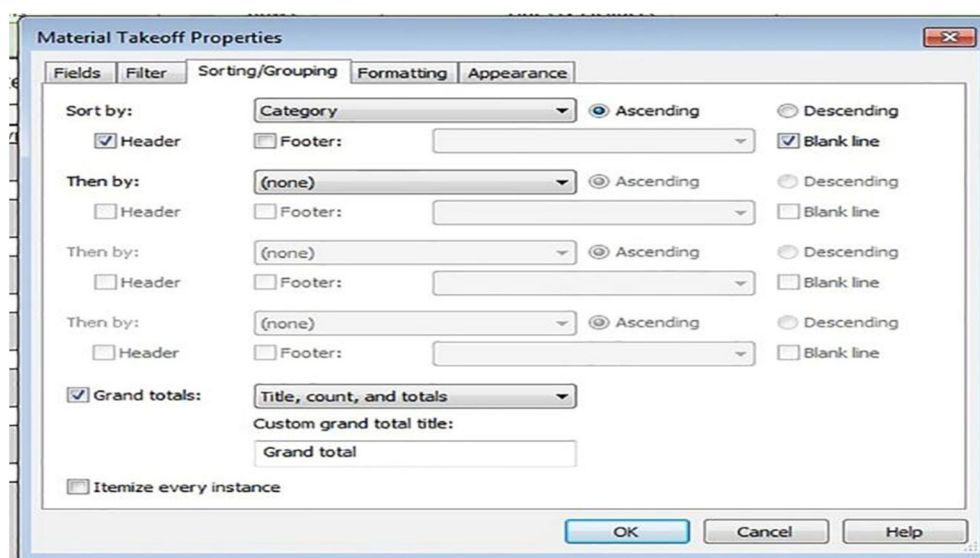 Material Takeoff Properties
Fields Filter Sorting/Grouping Formatting Appearance
Sort by: Category Ascending Descending
Header Footer: Blank line
Then by: (none) Ascending Descending
Header Footer: Blank line
Then by: (none) Ascending Descending
Header Footer: Blank line
Then by: (none) Ascending Descending
Header Footer: Blank line
Grand totals: Title, count, and totals
Custom grand total title:
Grand total
Itemize every instance
OK Cancel Help